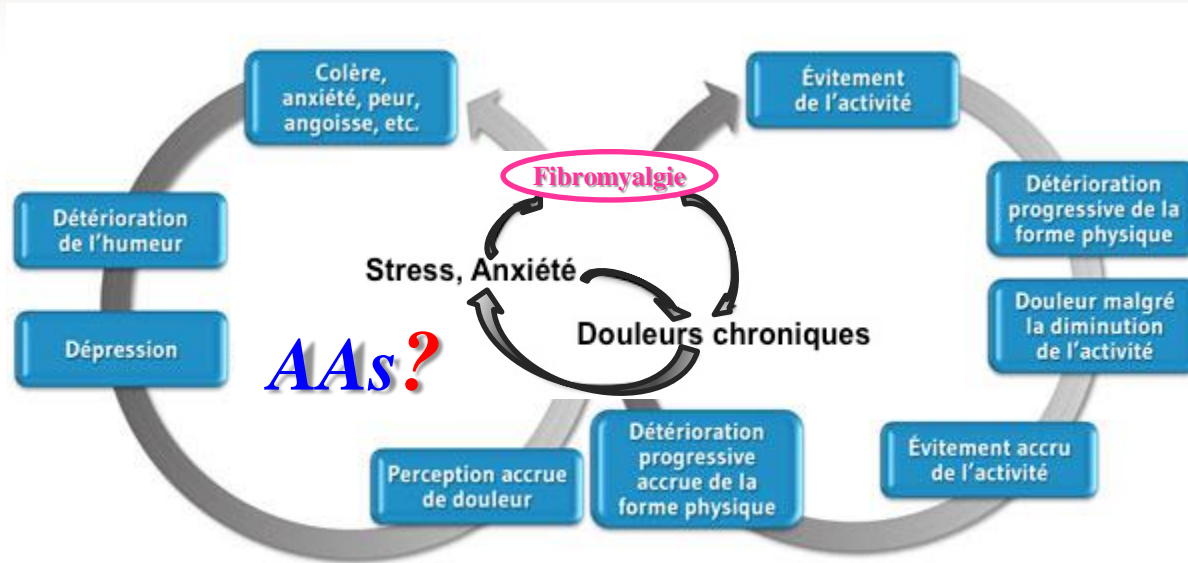 Colère,
anxiété, peur,
angoisse, etc.
Évitement
de l'activité
Fibromyalgie
Détérioration
progressive de la
forme physique
Détérioration
de l'humeur
Stress, Anxiété
Douleur malgré
la diminution
de l'activité
Douleurs chroniques
Dépression
AAs?
Détérioration
progressive
accrue de la
forme physique
Évitement accru
de l'activité
Perception accrue
de douleur